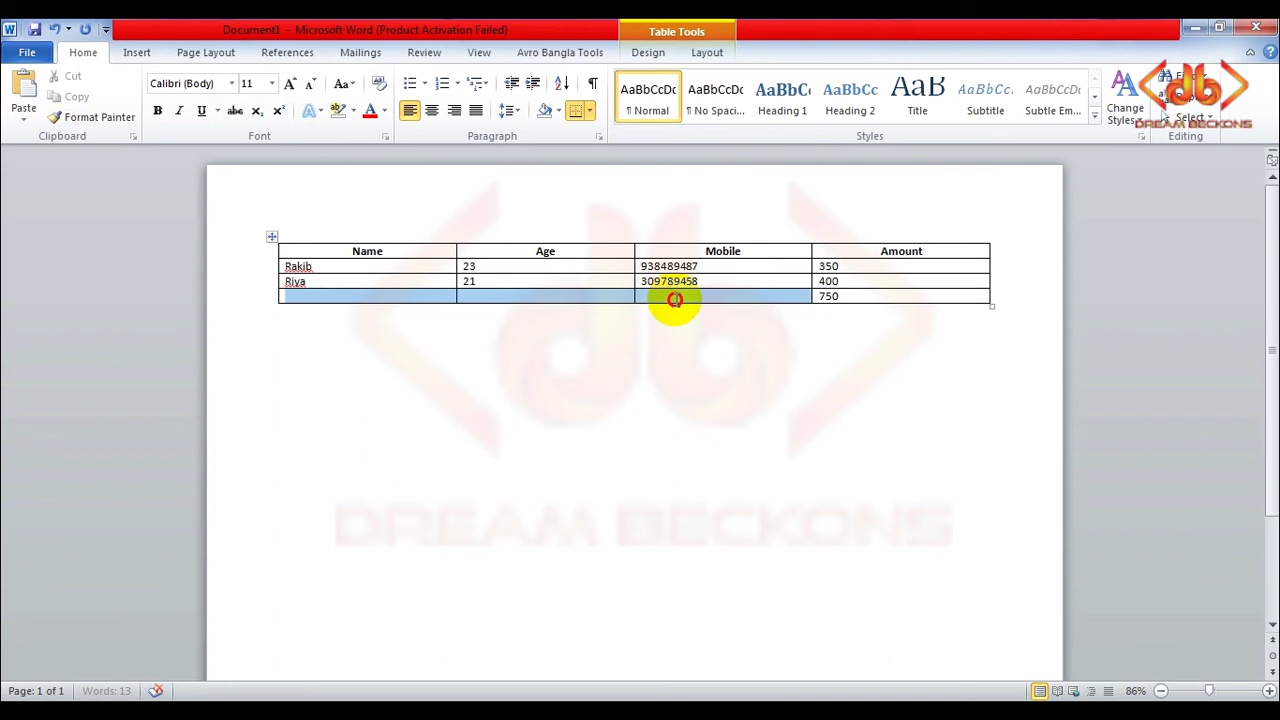 Document1 - Microsoft Word (Product Activation Failed)
Table Tools
File Home Insert Page Layout References Mailings Review View Avro Bangla Tools Design Layout
Paste
Cut
Copy
Format Painter
Clipboard
Calibri (Body) 11
Font
Paragraph
AaBbCcDc AaBbCcDc AaBbCc AaBbCc AaB AaBbCc. AaBbCcDc
¶ Normal ¶ No Spaci... Heading 1 Heading 2 Title Subtitle Subtle Em...
Change
Styles
Styles
Select
Editing
DREAM BECKONS
Name Age Mobile Amount
Rakib 23 938489487 350
Riya 21 309789458 400
750
DREAM BECKONS
Page: 1 of 1 Words: 13 86%